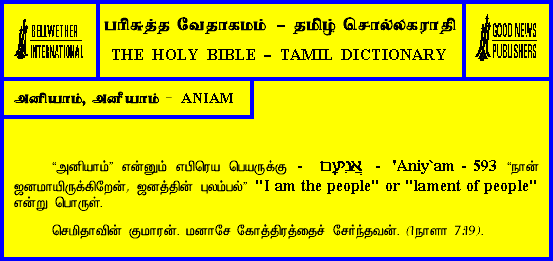 BELLWETHER
INTERNATIONAL
பரிசுத்த வேதாகமம் – தமிழ் சொல்லகராதி
THE HOLY BIBLE – TAMIL DICTIONARY
GOOD NEWS
PUBLISHERS
அனியாம், அனீயாம் - ANIAM
“அனியாம்” என்னும் எபிரெய பெயருக்கு - אֲנִיעָם - 'Aniy`am - 593 “நான்
ஜனமாயிருக்கிறேன், ஜனத்தின் புலம்பல்” "I am the people" or "lament of people"
என்று பொருள்.
செமிதாவின் குமாரன். மனாசே கோத்திரத்தைச் சேர்ந்தவன். (1நாளா 7:19).